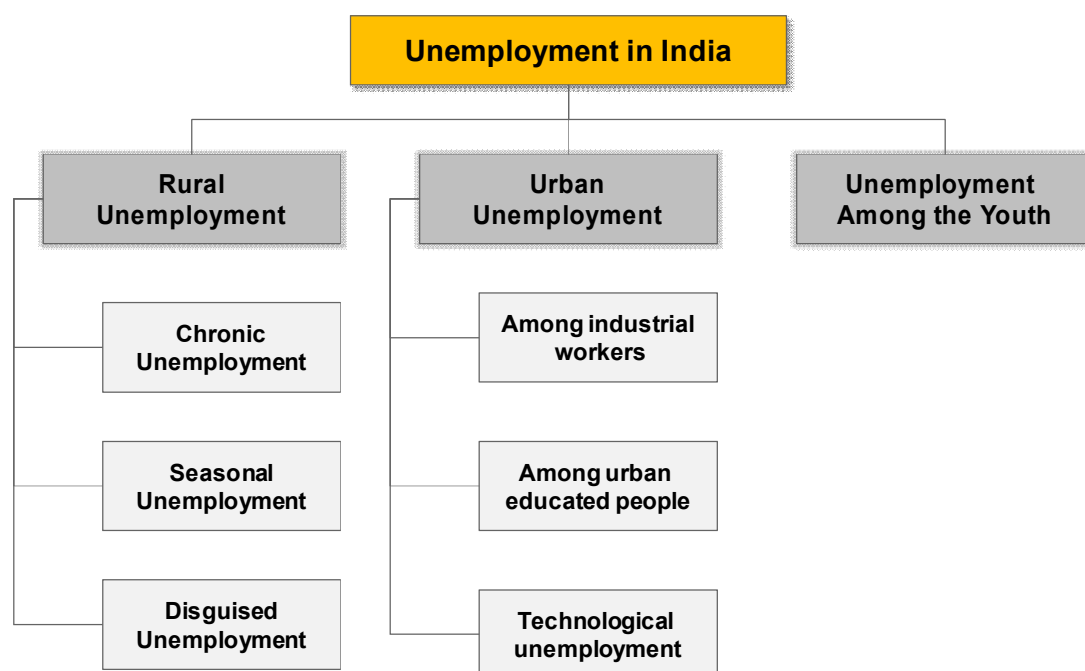 Unemployment in India
Rural
Unemployment
Urban
Unemployment
Unemployment
Among the Youth
Chronic
Unemployment
Seasonal
Unemployment
Disguised
Unemployment
Among industrial
workers
Among urban
educated people
Technological
unemployment